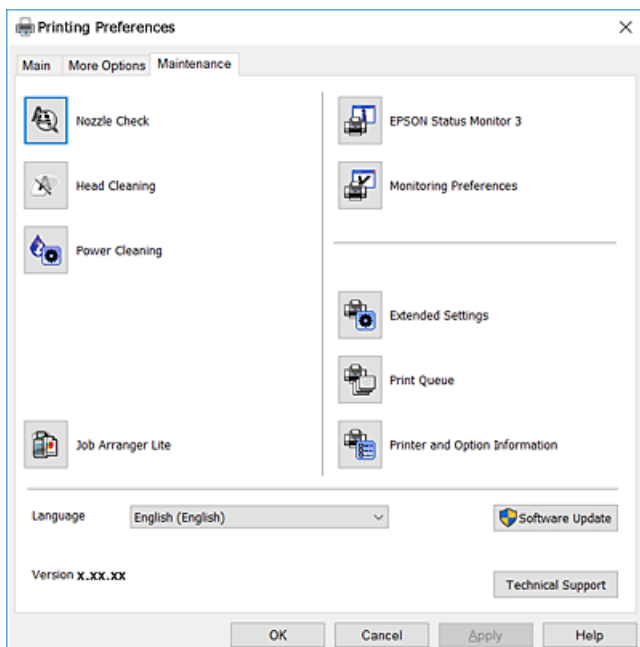 Printing Preferences
Main More Options Maintenance
Nozzle Check
Head Cleaning
Power Cleaning
Job Arranger Lite
EPSON Status Monitor 3
Monitoring Preferences
Extended Settings
Print Queue
Printer and Option Information
Language English (English) Software Update
Version x.xx.xx Technical Support
OK Cancel Apply Help